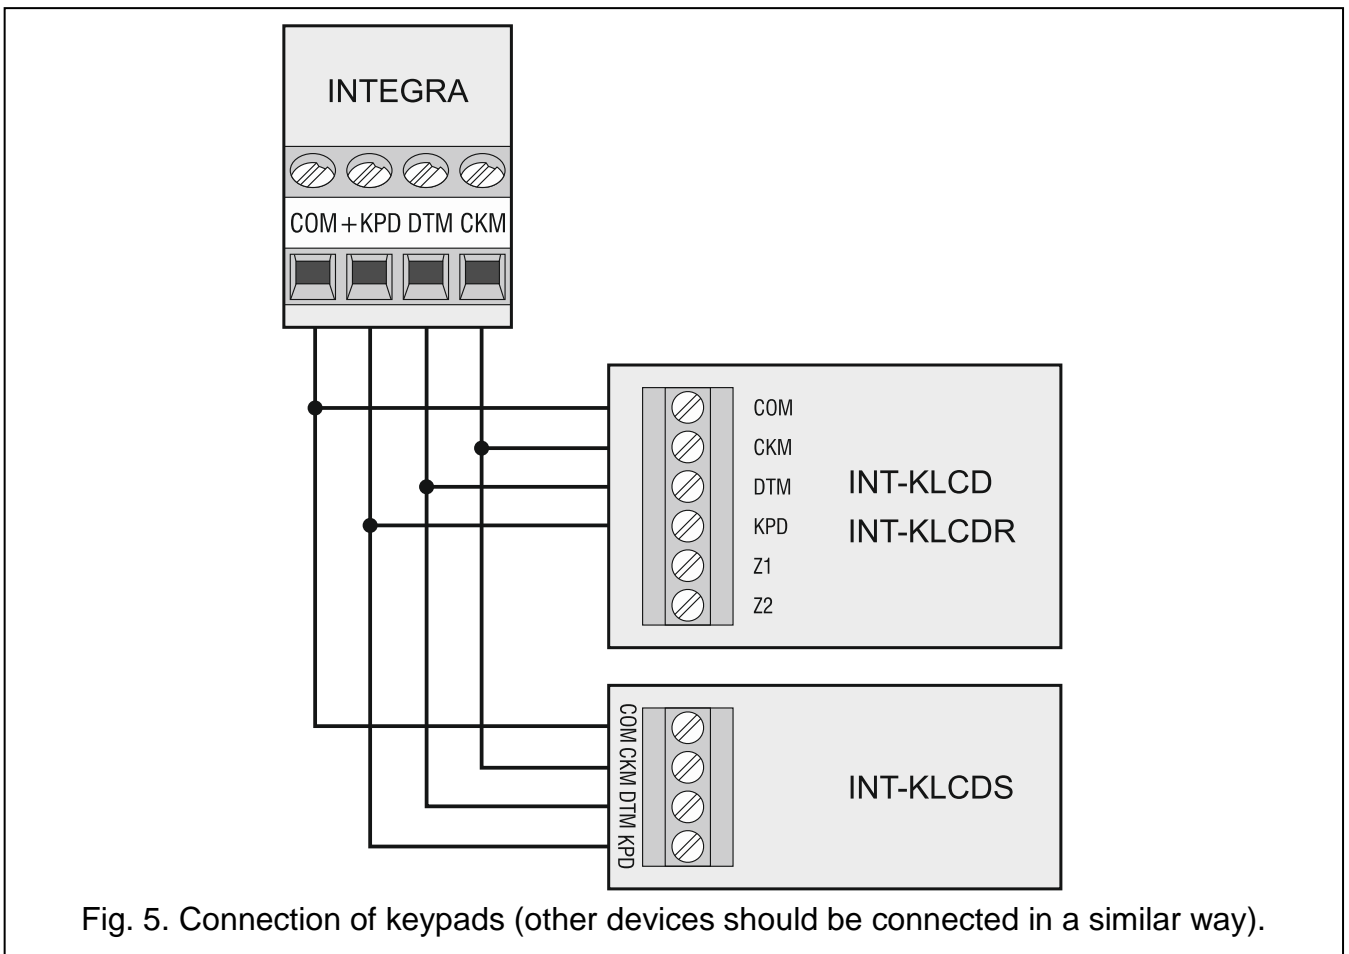 INTEGRA
COM +KPD DTM CKM
COM
CKM
DTM
KPD
Z1
Z2
INT-KLCD
INT-KLCDR
COM CKM DTM KPD
INT-KLCDS
Fig. 5. Connection of keypads (other devices should be connected in a similar way).